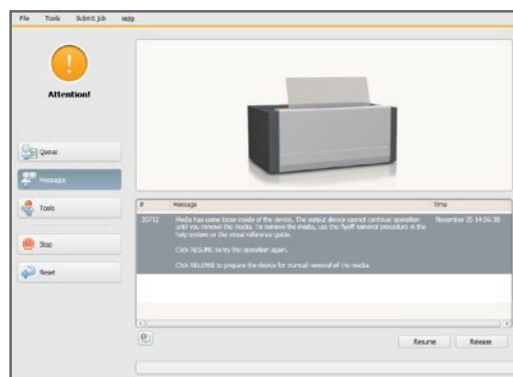 File Tools Submit Job Help
Attention!
Queue
Messages
Tools
Stop
Reset
# Message Time
35712 Media has come loose inside of the device. The output device cannot continue operation November 25 14:56:38
until you remove the media. To remove the media, use the flyoff removal procedure in the
help system or the visual reference guide.
Click RESUME to try the operation again.
Click RELEASE to prepare the device for manual removal of the media.
Resume Release